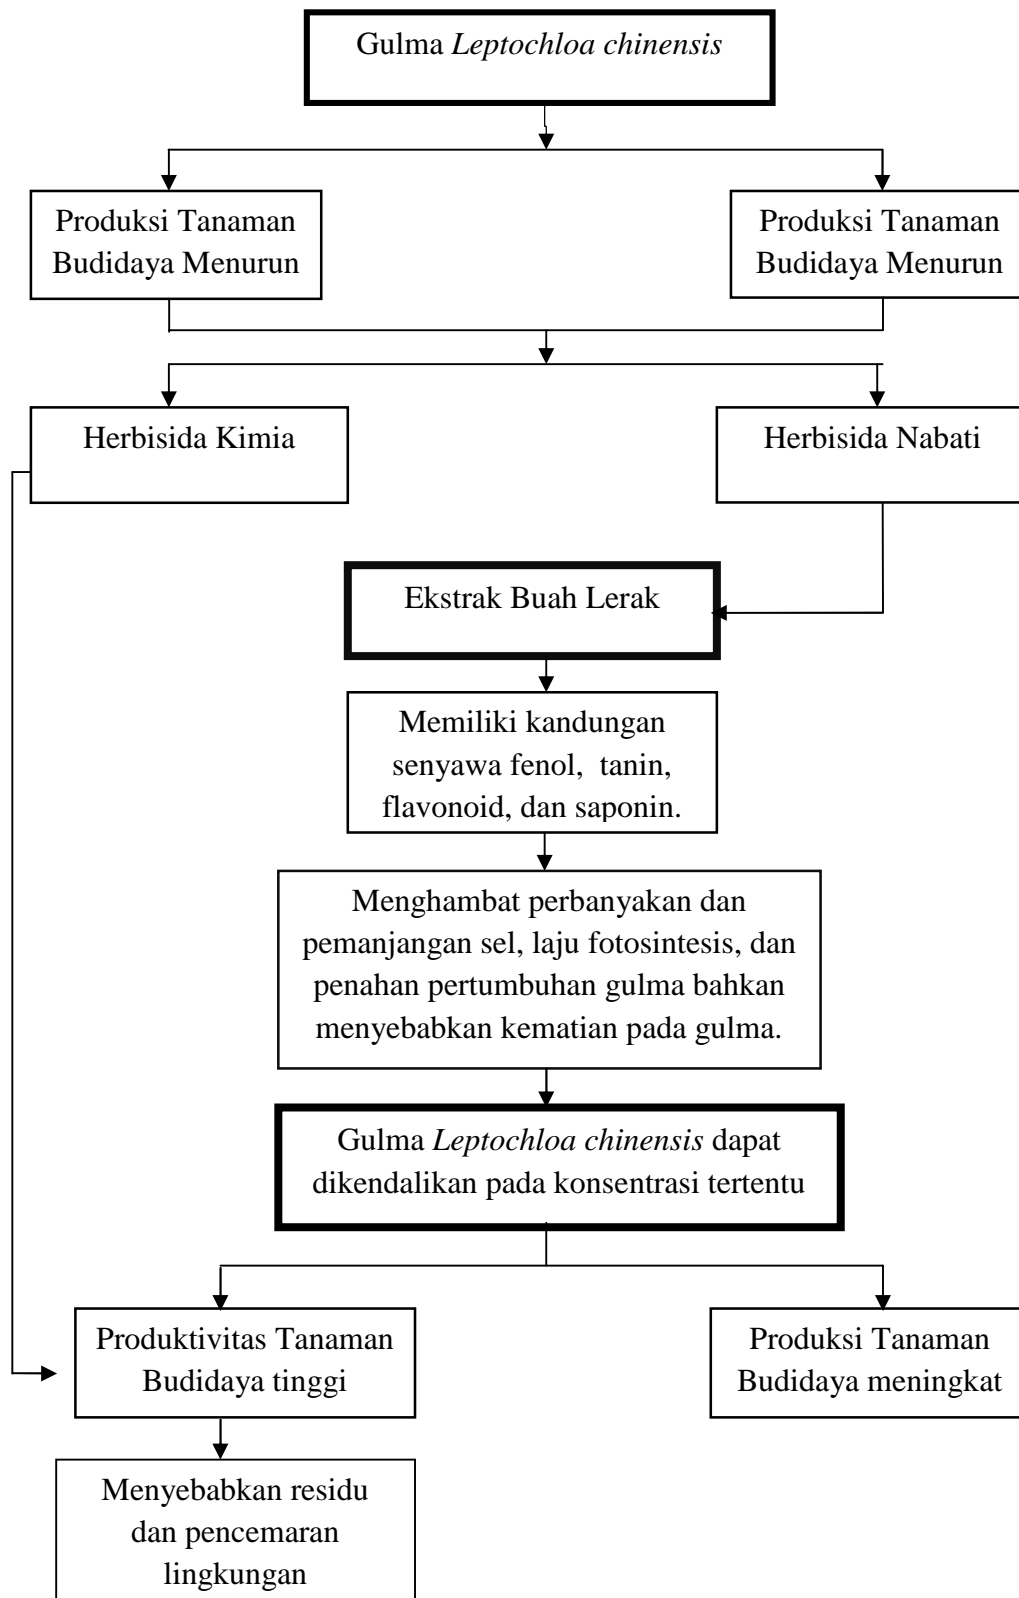 Gulma Leptochloa chinensis
Produksi Tanaman
Budidaya Menurun
Produksi Tanaman
Budidaya Menurun
Herbisida Kimia
Herbisida Nabati
Ekstrak Buah Lerak
Memiliki kandungan
senyawa fenol, tanin,
flavonoid, dan saponin.
Menghambat perbanyakan dan
pemanjangan sel, laju fotosintesis, dan
penahan pertumbuhan gulma bahkan
menyebabkan kematian pada gulma.
Gulma Leptochloa chinensis dapat
dikendalikan pada konsentrasi tertentu
Produktivitas Tanaman
Budidaya tinggi
Produksi Tanaman
Budidaya meningkat
Menyebabkan residu
dan pencemaran
lingkungan